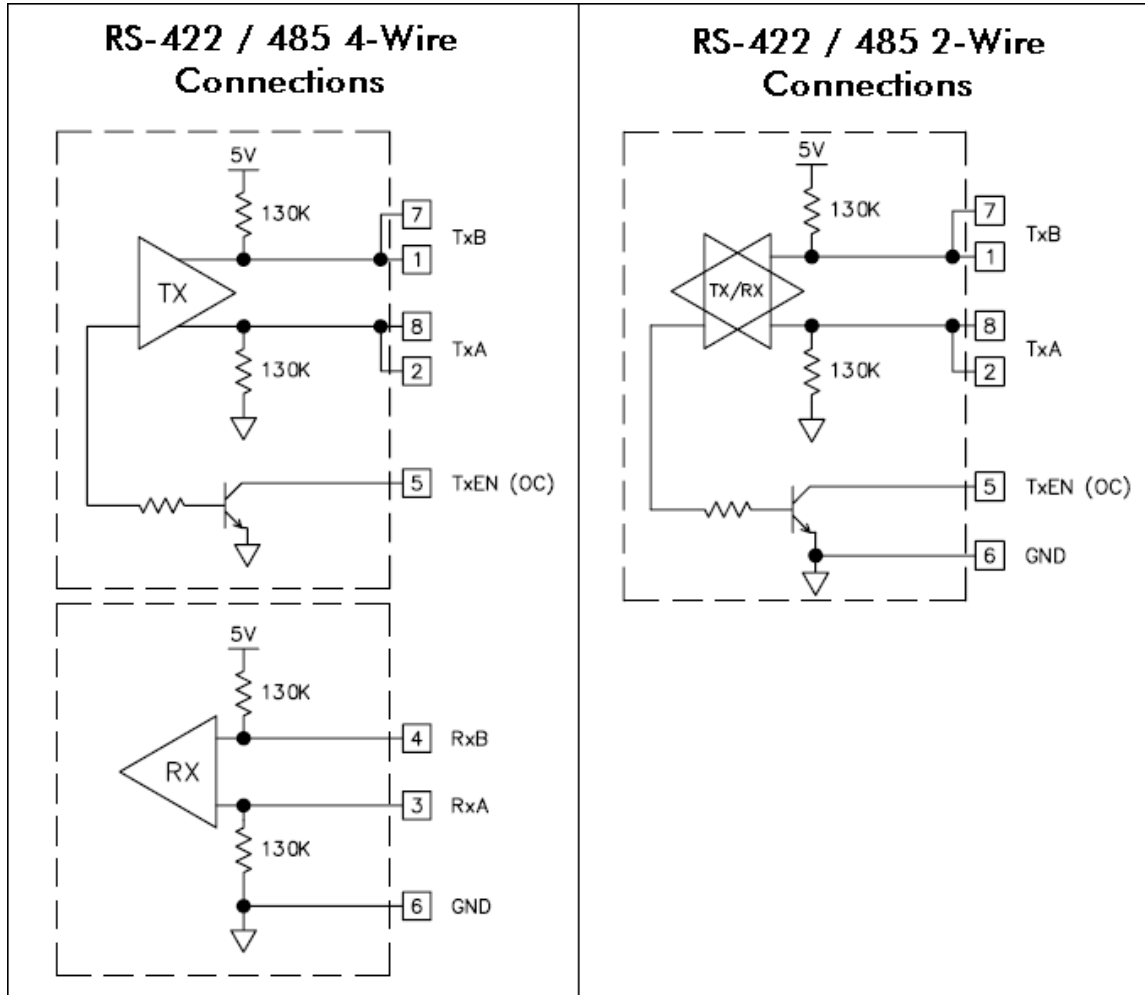 RS-422 / 485 4-Wire
Connections
5V
130K
7
TxB
1
TX
8
TxA
2
130K
5 TxEN (OC)
5V
130K
4 RxB
RX
3 RxA
130K
6 GND
RS-422 / 485 2-Wire
Connections
5V
130K
7
TxB
1
TX/RX
8
TxA
2
130K
5 TxEN (OC)
6 GND